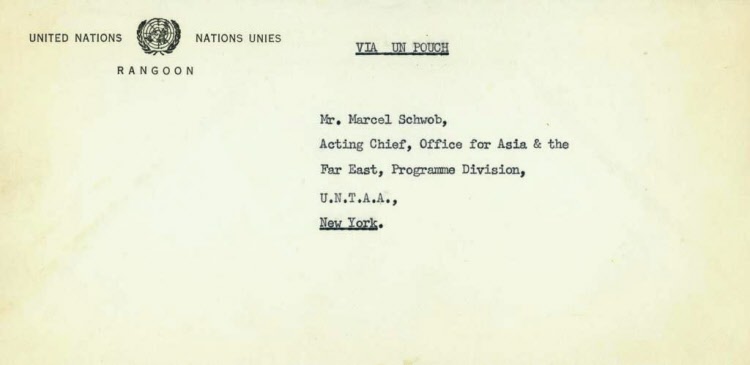 UNITED NATIONS NATIONS UNIES
RANGOON
VIA UN POUCH
Mr. Marcel Schwob,
Acting Chief, Office for Asia & the
Far East, Programme Division,
U.N.T.A.A.,
New York.